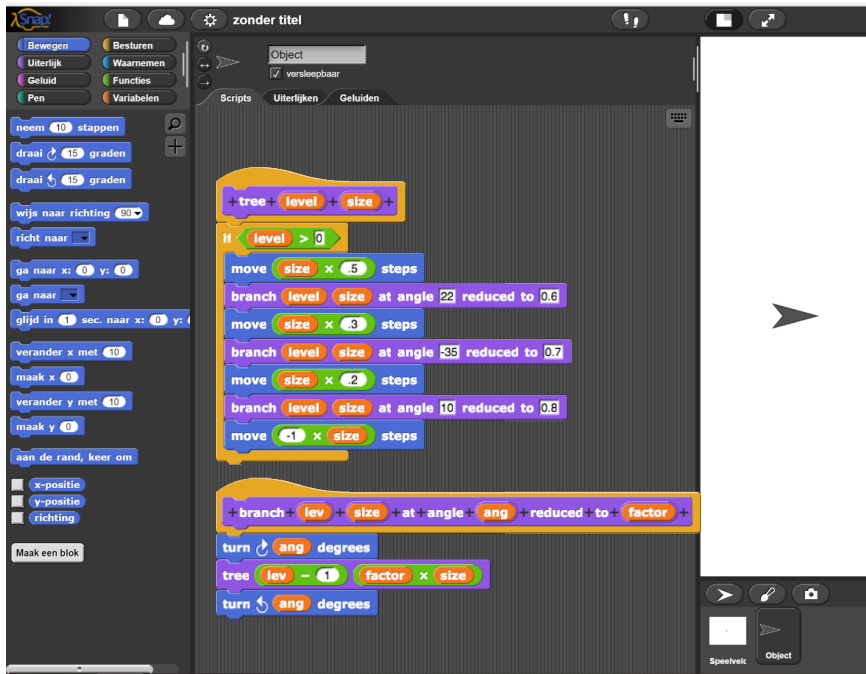 Snap!
zonder titel
Bewegen Besturen
Uiterlijk Waarnemen
Geluid Functies
Pen Variabelen
neem 10 stappen
draai 15 graden
draai 15 graden
wijs naar richting 90
richt naar
ga naar x: 0 y: 0
ga naar
glijd in 1 sec. naar x: 0 y:
verander x met 10
maak x 0
verander y met 10
maak y 0
aan de rand, keer om
x-positie
y-positie
richting
Maak een blok
Object
versleepbaar
Scripts Uiterlijken Geluiden
+ tree + level + size +
if level > 0
move size × .5 steps
branch level size at angle 22 reduced to 0.6
move size × .3 steps
branch level size at angle -35 reduced to 0.7
move size × .2 steps
branch level size at angle 10 reduced to 0.8
move -1 × size steps
+ branch + lev + size + at + angle + ang + reduced + to + factor +
turn ang degrees
tree lev - 1 factor × size
turn ang degrees
Speelvelc
Object